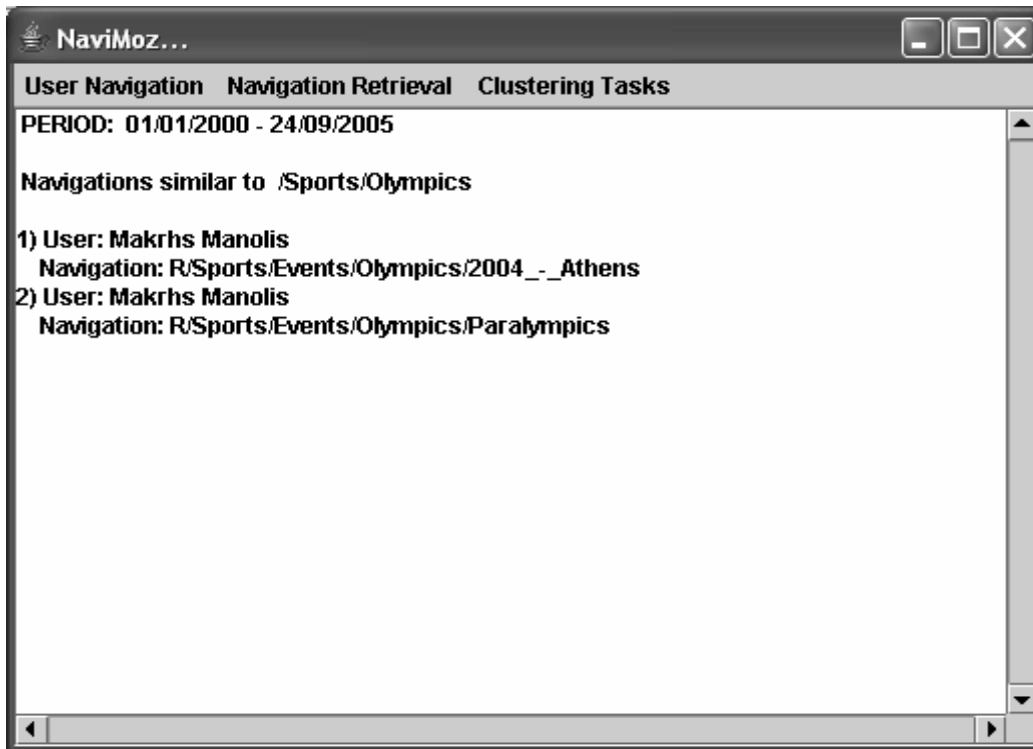 NaviMoz...
User Navigation Navigation Retrieval Clustering Tasks
PERIOD: 01/01/2000 - 24/09/2005
Navigations similar to /Sports/Olympics
1) User: Makrhs Manolis
Navigation: R/Sports/Events/Olympics/2004_-_Athens
2) User: Makrhs Manolis
Navigation: R/Sports/Events/Olympics/Paralympics